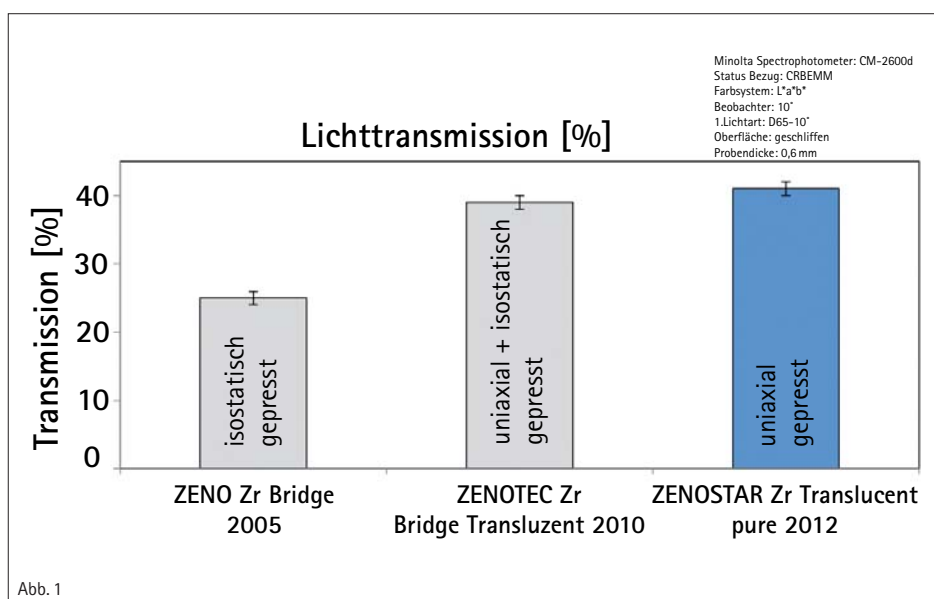 Minolta Spectrophotometer: CM-2600d
Status Bezug: CRBEMM
Farbsystem: L*a*b*
Beobachter: 10°
1.Lichtart: D65-10°
Oberfläche: geschliffen
Probendicke: 0,6 mm
Lichttransmission [%]
Transmission [%]
40
30
20
10
0
isostatisch
gepresst
uniaxial + isostatisch
gepresst
uniaxial
gepresst
ZENO Zr Bridge
2005
ZENOTEC Zr
Bridge Transluzent 2010
ZENOSTAR Zr Translucent
pure 2012
Abb. 1